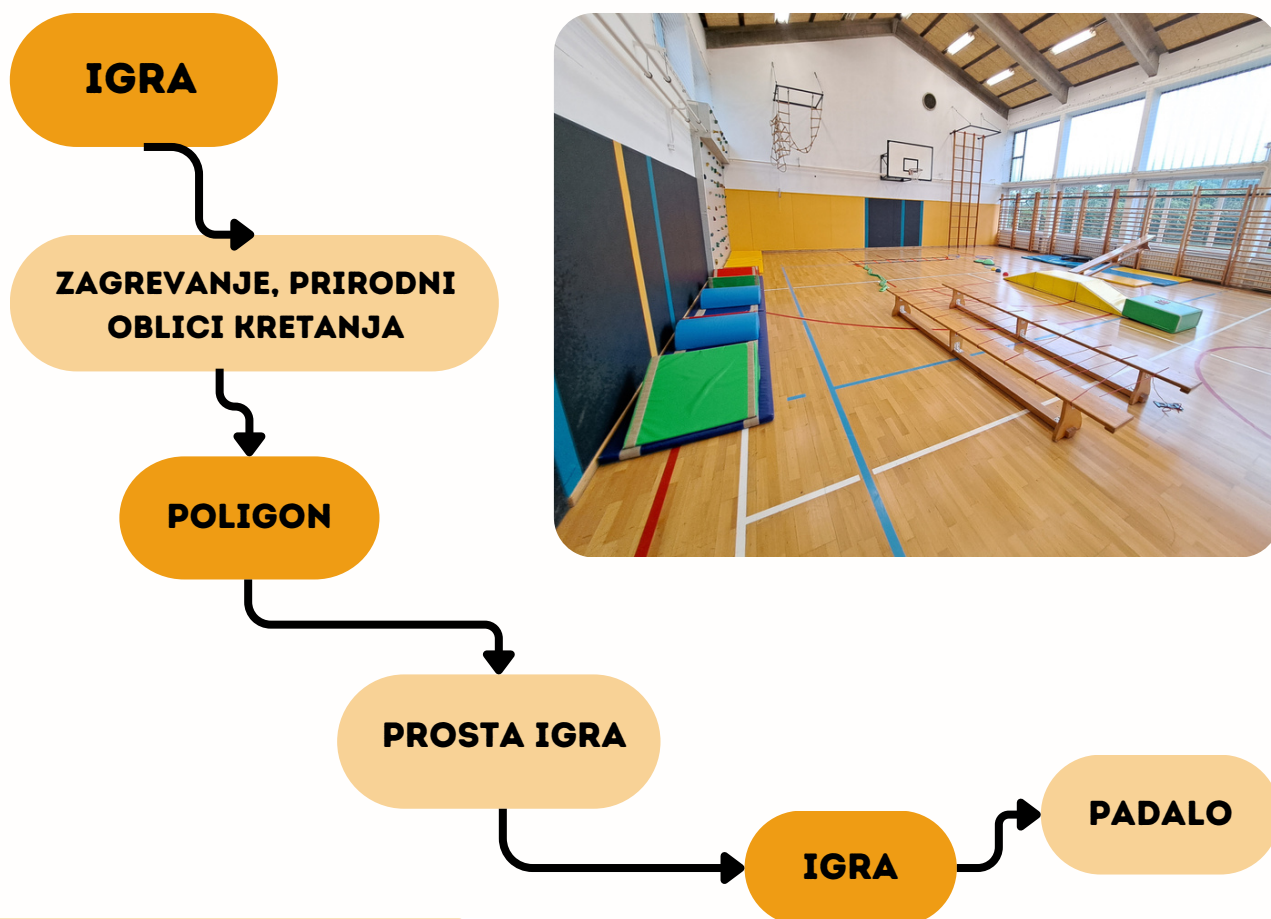 IGRA
ZAGREVANJE, PRIRODNI
OBLICI KRETANJA
POLIGON
PROSTA IGRA
IGRA
PADALO